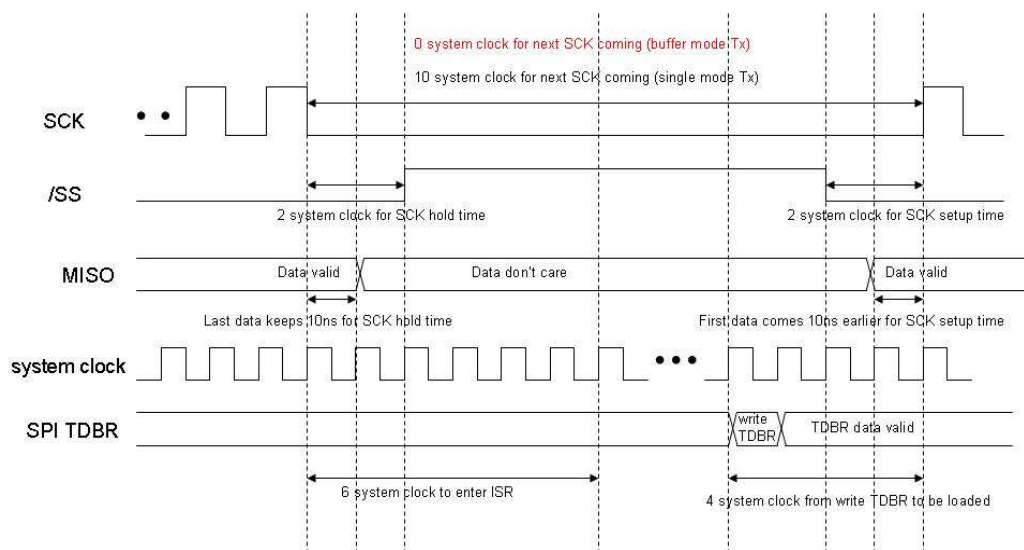 0 system clock for next SCK coming (buffer mode Tx)
10 system clock for next SCK coming (single mode Tx)
SCK
/SS
2 system clock for SCK hold time
2 system clock for SCK setup time
MISO
Data valid
Data don't care
Data valid
Last data keeps 10ns for SCK hold time
First data comes 10ns earlier for SCK setup time
system clock
SPI TDBR
write
TDBR
TDBR data valid
6 system clock to enter ISR
4 system clock from write TDBR to be loaded